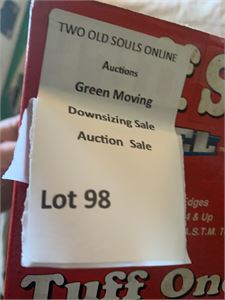 TWO OLD SOULS ONLINE
Auctions
Green Moving
Downsizing Sale
Auction Sale
Lot 98
Edges
4 & Up
A.S.T.M.
Tuff On